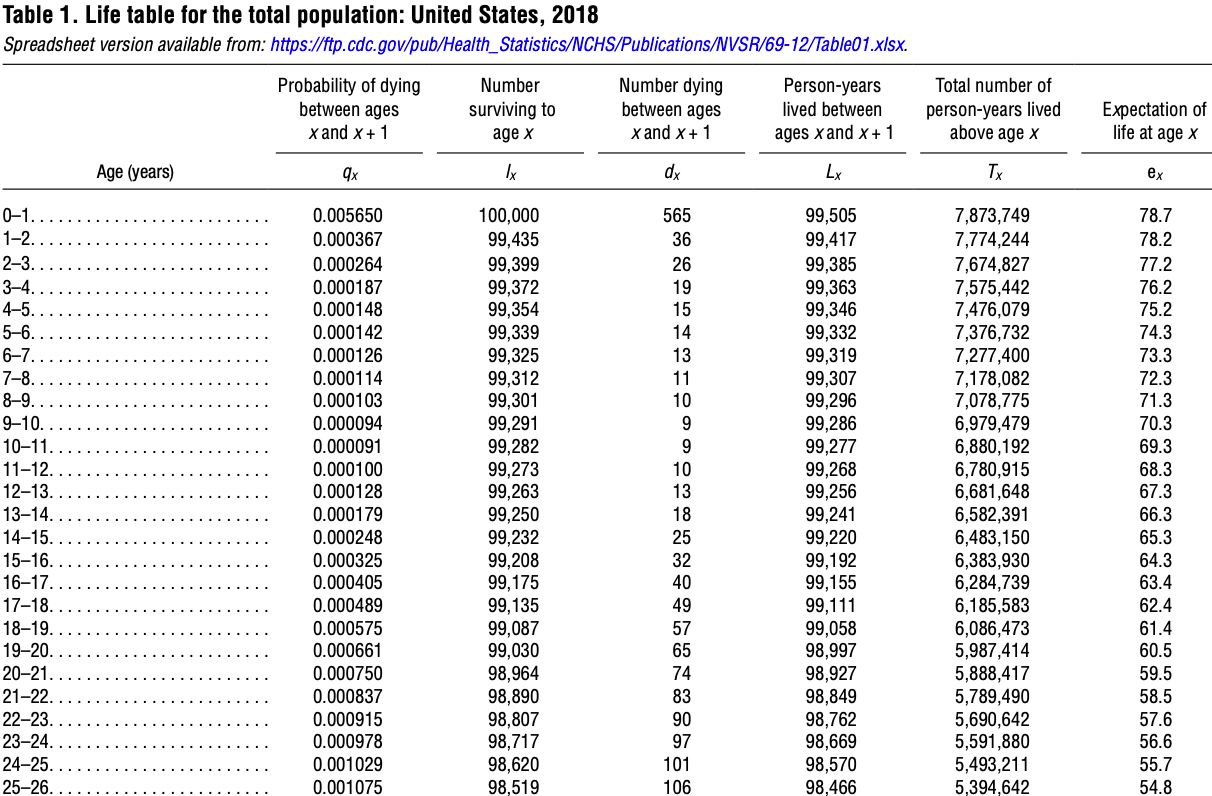 Table 1. Life table for the total population: United States, 2018
Spreadsheet version available from: https://ftp.cdc.gov/pub/Health_Statistics/NCHS/Publications/NVSR/69-12/Table01.xlsx.
Probability of dying Number Number dying Person-years Total number of
between ages surviving to between ages lived between person-years lived Expectation of
x and x + 1 age x x and x + 1 ages x and x + 1 above age x life at age x
Age (years) qx lx dx Lx Tx ex
0–1. . . . . . . . . . . . . . . . . . . . . . . . . . 0.005650 100,000 565 99,505 7,873,749 78.7
1–2. . . . . . . . . . . . . . . . . . . . . . . . . . 0.000367 99,435 36 99,417 7,774,244 78.2
2–3. . . . . . . . . . . . . . . . . . . . . . . . . . 0.000264 99,399 26 99,385 7,674,827 77.2
3–4. . . . . . . . . . . . . . . . . . . . . . . . . . 0.000187 99,372 19 99,363 7,575,442 76.2
4–5. . . . . . . . . . . . . . . . . . . . . . . . . . 0.000148 99,354 15 99,346 7,476,079 75.2
5–6. . . . . . . . . . . . . . . . . . . . . . . . . . 0.000142 99,339 14 99,332 7,376,732 74.3
6–7. . . . . . . . . . . . . . . . . . . . . . . . . . 0.000126 99,325 13 99,319 7,277,400 73.3
7–8. . . . . . . . . . . . . . . . . . . . . . . . . . 0.000114 99,312 11 99,307 7,178,082 72.3
8–9. . . . . . . . . . . . . . . . . . . . . . . . . . 0.000103 99,301 10 99,296 7,078,775 71.3
9–10. . . . . . . . . . . . . . . . . . . . . . . . . 0.000094 99,291 9 99,286 6,979,479 70.3
10–11. . . . . . . . . . . . . . . . . . . . . . . . 0.000091 99,282 9 99,277 6,880,192 69.3
11–12. . . . . . . . . . . . . . . . . . . . . . . . 0.000100 99,273 10 99,268 6,780,915 68.3
12–13. . . . . . . . . . . . . . . . . . . . . . . . 0.000128 99,263 13 99,256 6,681,648 67.3
13–14. . . . . . . . . . . . . . . . . . . . . . . . 0.000179 99,250 18 99,241 6,582,391 66.3
14–15. . . . . . . . . . . . . . . . . . . . . . . . 0.000248 99,232 25 99,220 6,483,150 65.3
15–16. . . . . . . . . . . . . . . . . . . . . . . . 0.000325 99,208 32 99,192 6,383,930 64.3
16–17. . . . . . . . . . . . . . . . . . . . . . . . 0.000405 99,175 40 99,155 6,284,739 63.4
17–18. . . . . . . . . . . . . . . . . . . . . . . . 0.000489 99,135 49 99,111 6,185,583 62.4
18–19. . . . . . . . . . . . . . . . . . . . . . . . 0.000575 99,087 57 99,058 6,086,473 61.4
19–20. . . . . . . . . . . . . . . . . . . . . . . . 0.000661 99,030 65 98,997 5,987,414 60.5
20–21. . . . . . . . . . . . . . . . . . . . . . . . 0.000750 98,964 74 98,927 5,888,417 59.5
21–22. . . . . . . . . . . . . . . . . . . . . . . . 0.000837 98,890 83 98,849 5,789,490 58.5
22–23. . . . . . . . . . . . . . . . . . . . . . . . 0.000915 98,807 90 98,762 5,690,642 57.6
23–24. . . . . . . . . . . . . . . . . . . . . . . . 0.000978 98,717 97 98,669 5,591,880 56.6
24–25. . . . . . . . . . . . . . . . . . . . . . . . 0.001029 98,620 101 98,570 5,493,211 55.7
25–26. . . . . . . . . . . . . . . . . . . . . . . . 0.001075 98,519 106 98,466 5,394,642 54.8